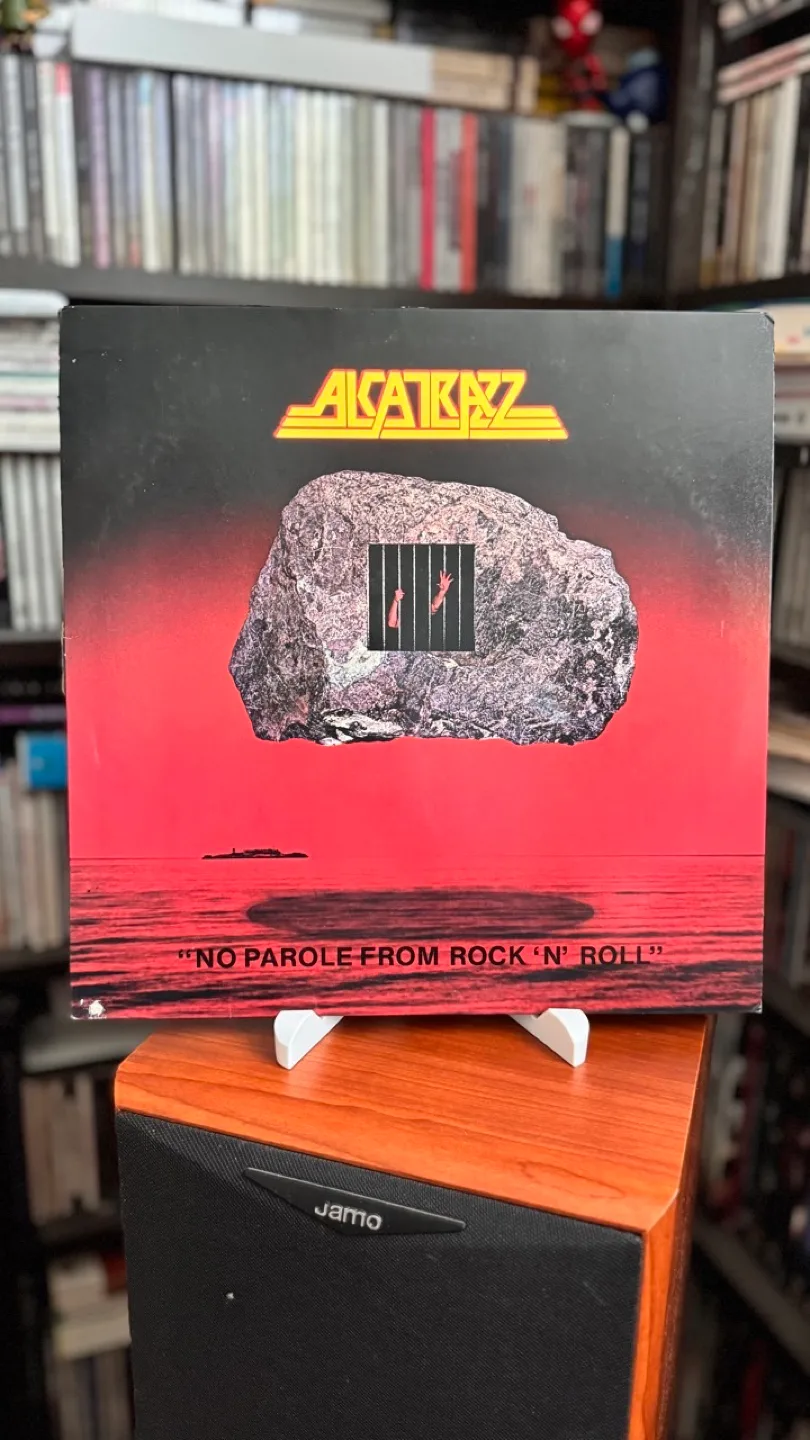 ALCATRAZZ
“NO PAROLE FROM ROCK ‘N’ ROLL”
Jamo